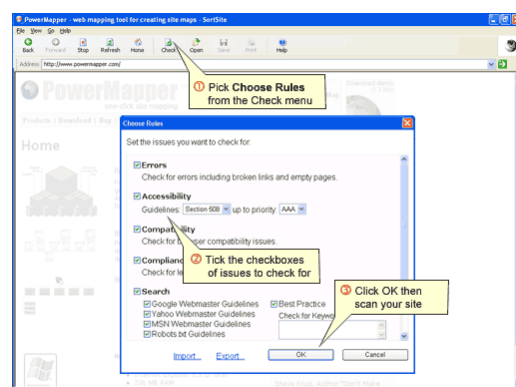 PowerMapper - web mapping tool for creating site maps - SortSite
File View Go Help
Back Forward Stop Refresh Home Check Open Save Print Help
Address http://www.powermapper.com/
PowerMapper
one-click site mapping
Products | Download | Buy
Home
① Pick Choose Rules
from the Check menu
Choose Rules
Set the issues you want to check for:
Errors
Check for errors including broken links and empty pages.
Accessibility
Guidelines: Section 508 up to priority: AAA
Compatibility
Check for browser compatibility issues.
② Tick the checkboxes
of issues to check for
Search
Google Webmaster Guidelines Best Practice
Yahoo Webmaster Guidelines Check for Keywo
MSN Webmaster Guidelines
Robots.txt Guidelines
③ Click OK then
scan your site
Import... Export... OK Cancel